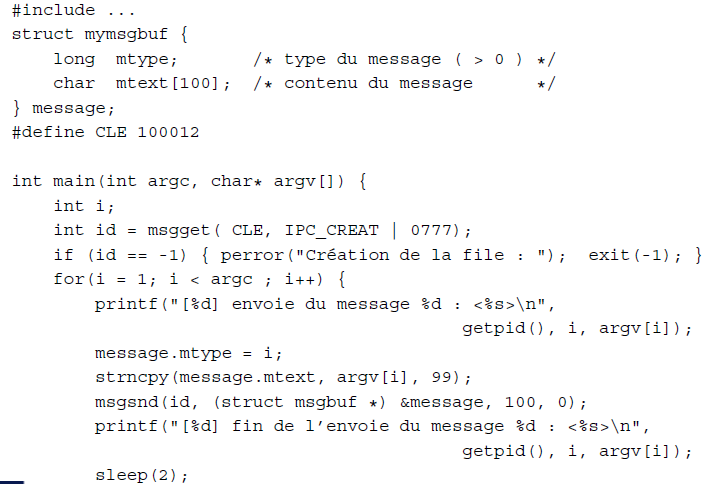 #include ...
struct mymsgbuf {
    long  mtype;        /* type du message ( > 0 ) */
    char  mtext[100];  /* contenu du message      */
} message;
#define CLE 100012

int main(int argc, char* argv[]) {
    int i;
    int id = msgget( CLE, IPC_CREAT | 0777);
    if (id == -1) { perror("Création de la file : ");  exit(-1); }
    for(i = 1; i < argc ; i++) {
        printf("[%d] envoie du message %d : <%s>\n",
                                           getpid(), i, argv[i]);
        message.mtype = i;
        strncpy(message.mtext, argv[i], 99);
        msgsnd(id, (struct msgbuf *) &message, 100, 0);
        printf("[%d] fin de l’envoie du message %d : <%s>\n",
                                           getpid(), i, argv[i]);
        sleep(2);